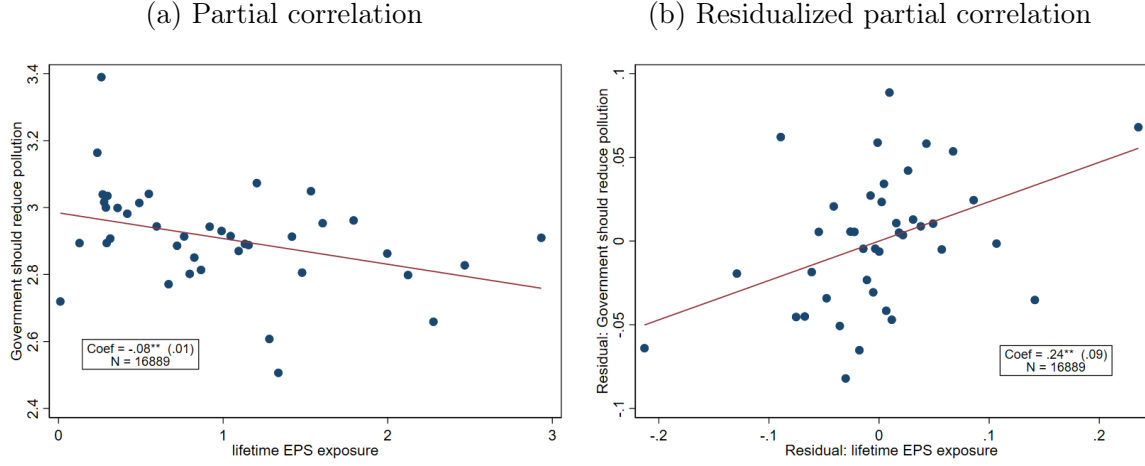 (a) Partial correlation
(b) Residualized partial correlation
Government should reduce pollution
3.4
3.2
3
2.8
2.6
2.4
Coef = -.08** (.01)
N = 16889
0
1
2
3
lifetime EPS exposure
Residual: Government should reduce pollution
.1
.05
0
-.05
-.1
Coef = .24** (.09)
N = 16889
-.2
-.1
0
.1
.2
Residual: lifetime EPS exposure